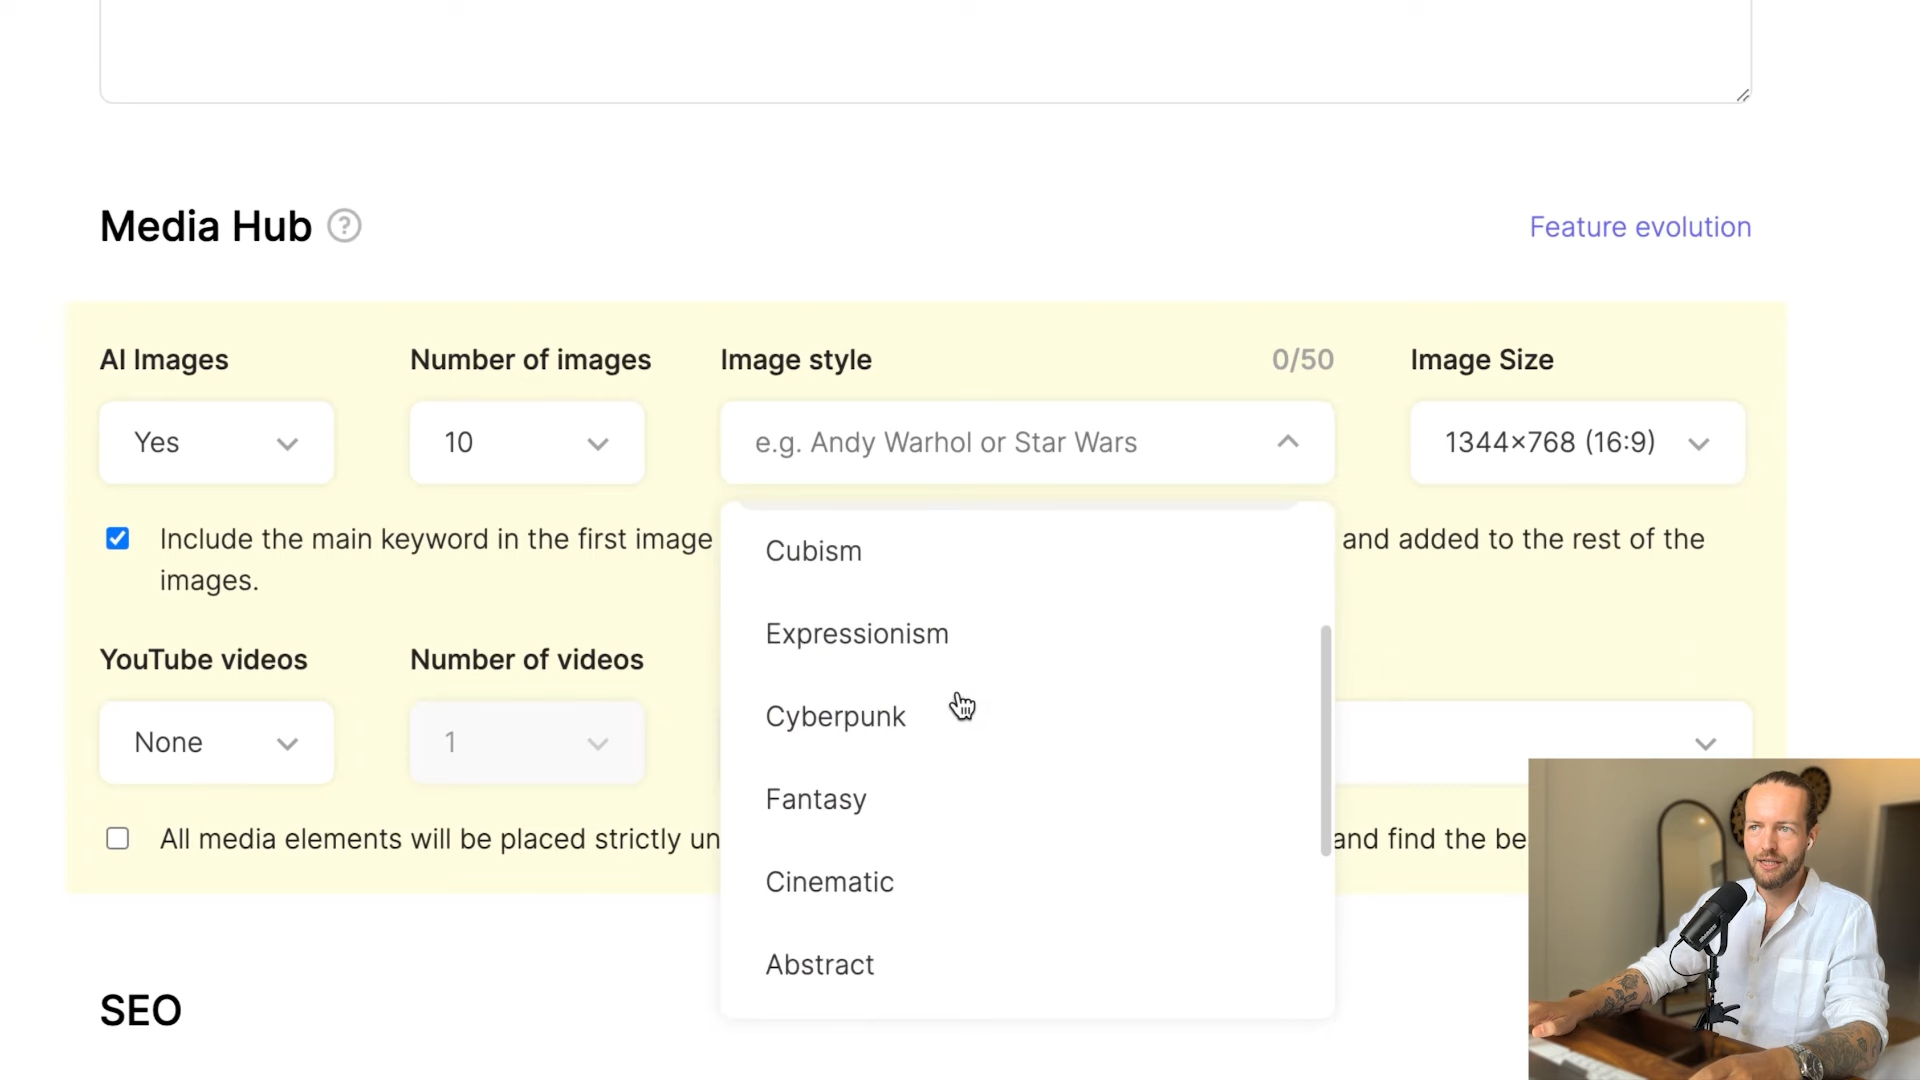 Media Hub ?
Feature evolution
AI Images
Number of images
Image style
0/50
Image Size
Yes
10
e.g. Andy Warhol or Star Wars
1344×768 (16:9)
Include the main keyword in the first image
and added to the rest of the
images.
Cubism
Expressionism
Cyberpunk
Fantasy
Cinematic
Abstract
YouTube videos
Number of videos
None
1
All media elements will be placed strictly un
and find the be
SEO